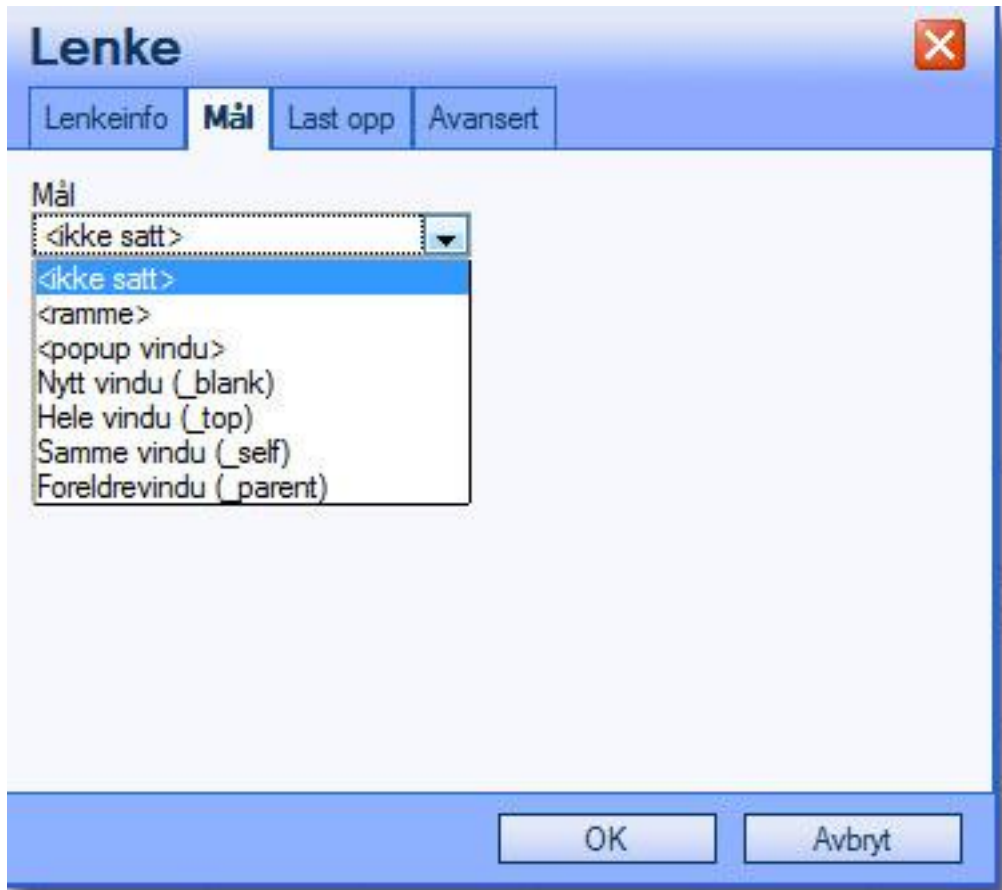 Lenke
Lenkeinfo Mål Last opp Avansert
Mål
<ikke satt>
<ikke satt>
<ramme>
<popup vindu>
Nytt vindu (_blank)
Hele vindu (_top)
Samme vindu (_self)
Foreldrevindu (_parent)
OK Avbryt